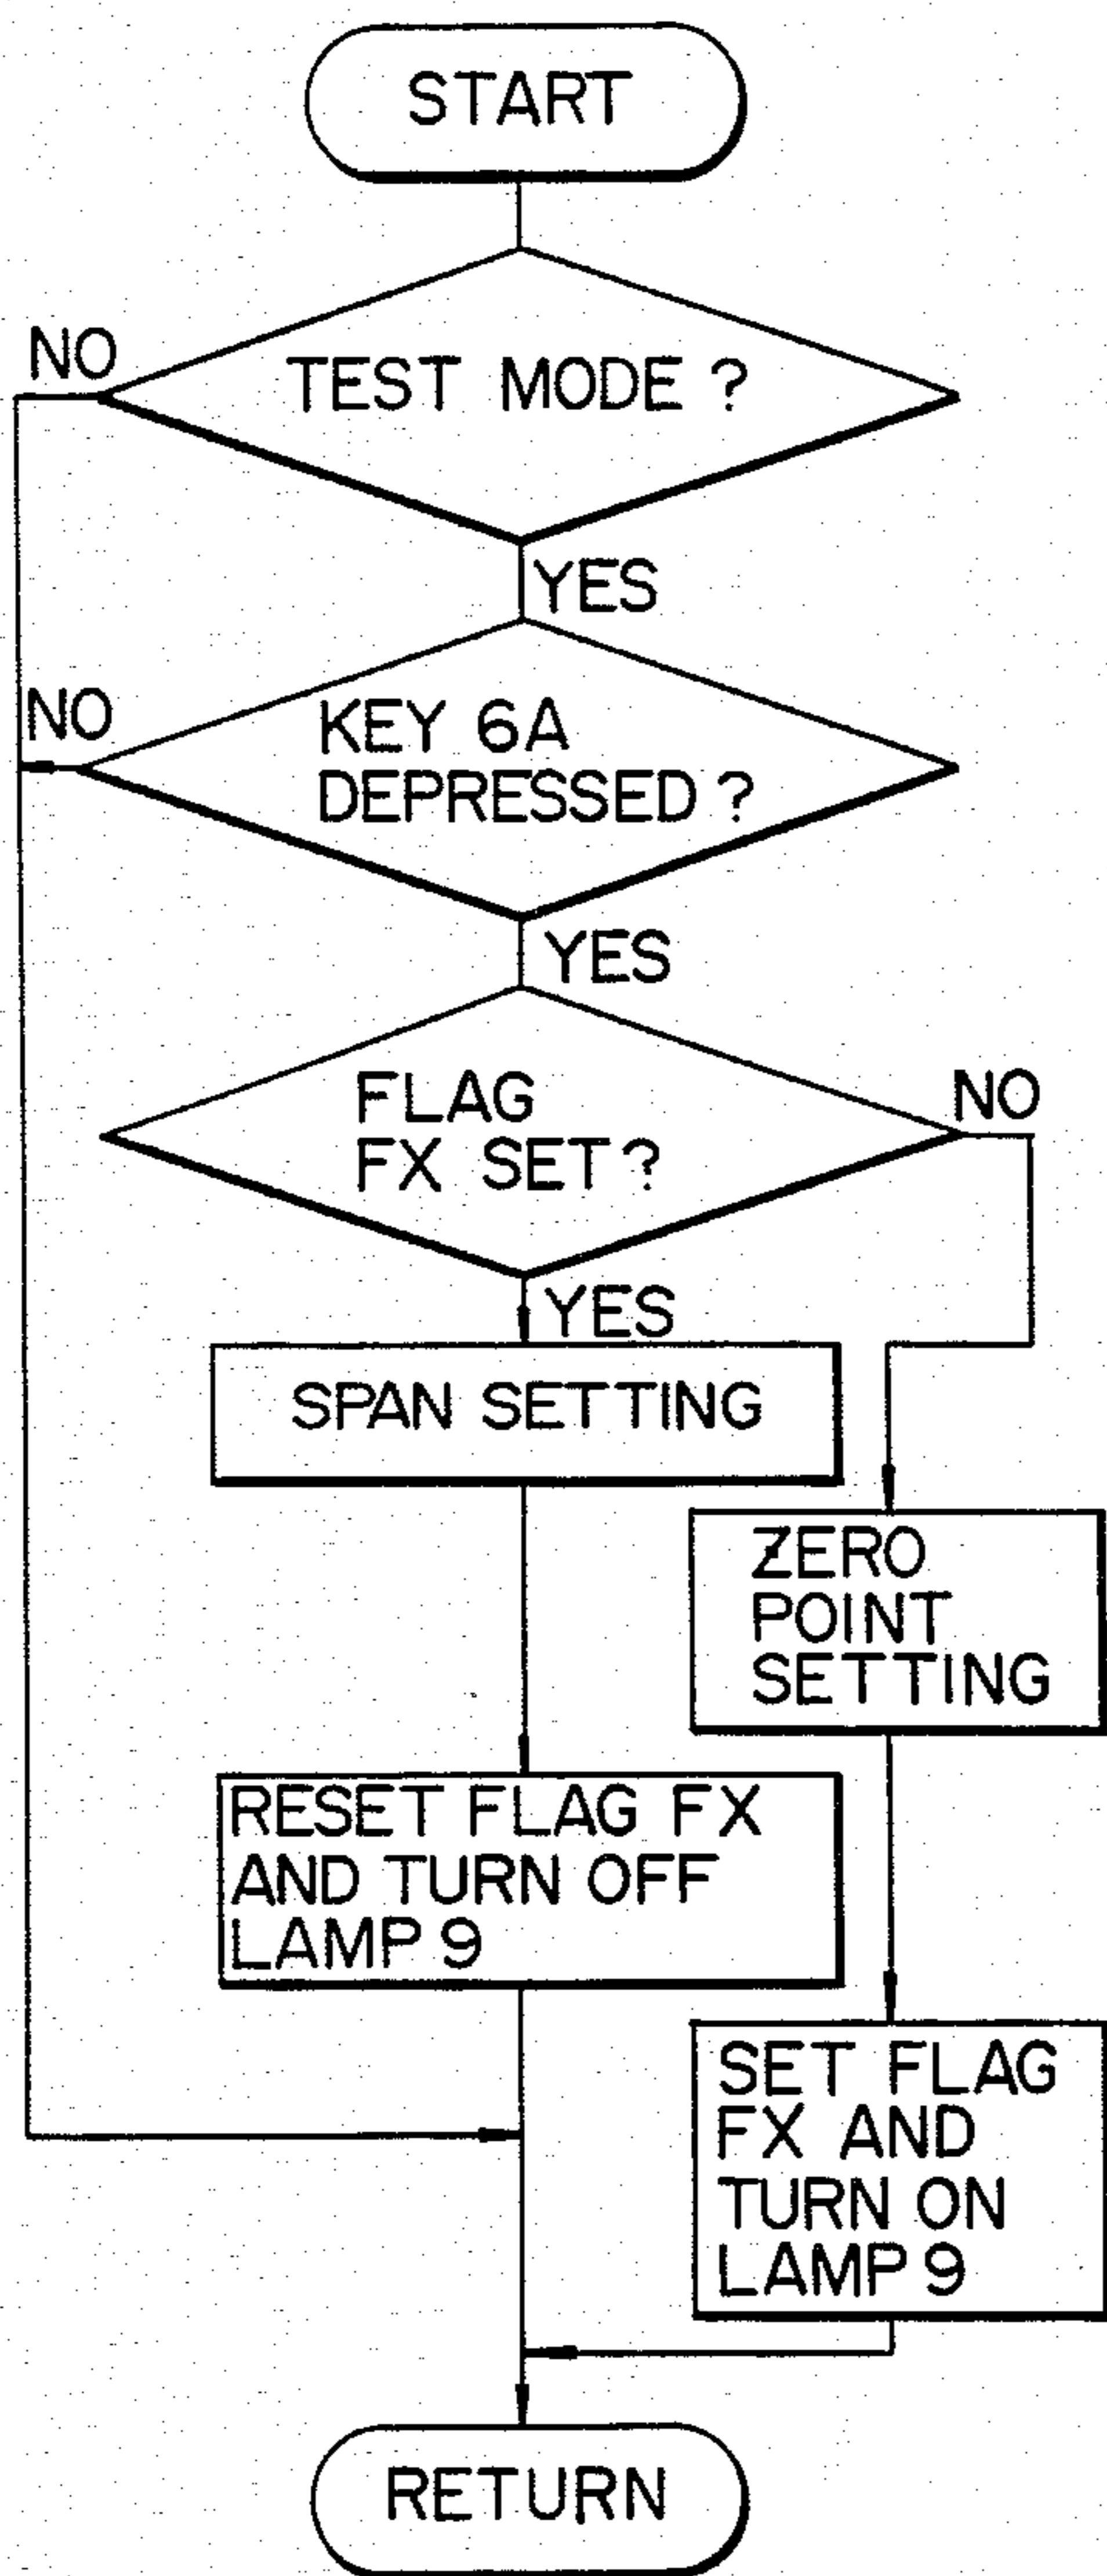 START
NO
TEST MODE ?
YES
NO
KEY 6A
DEPRESSED ?
YES
FLAG
FX SET ?
NO
YES
SPAN SETTING
ZERO
POINT
SETTING
RESET FLAG FX
AND TURN OFF
LAMP 9
SET FLAG
FX AND
TURN ON
LAMP 9
RETURN